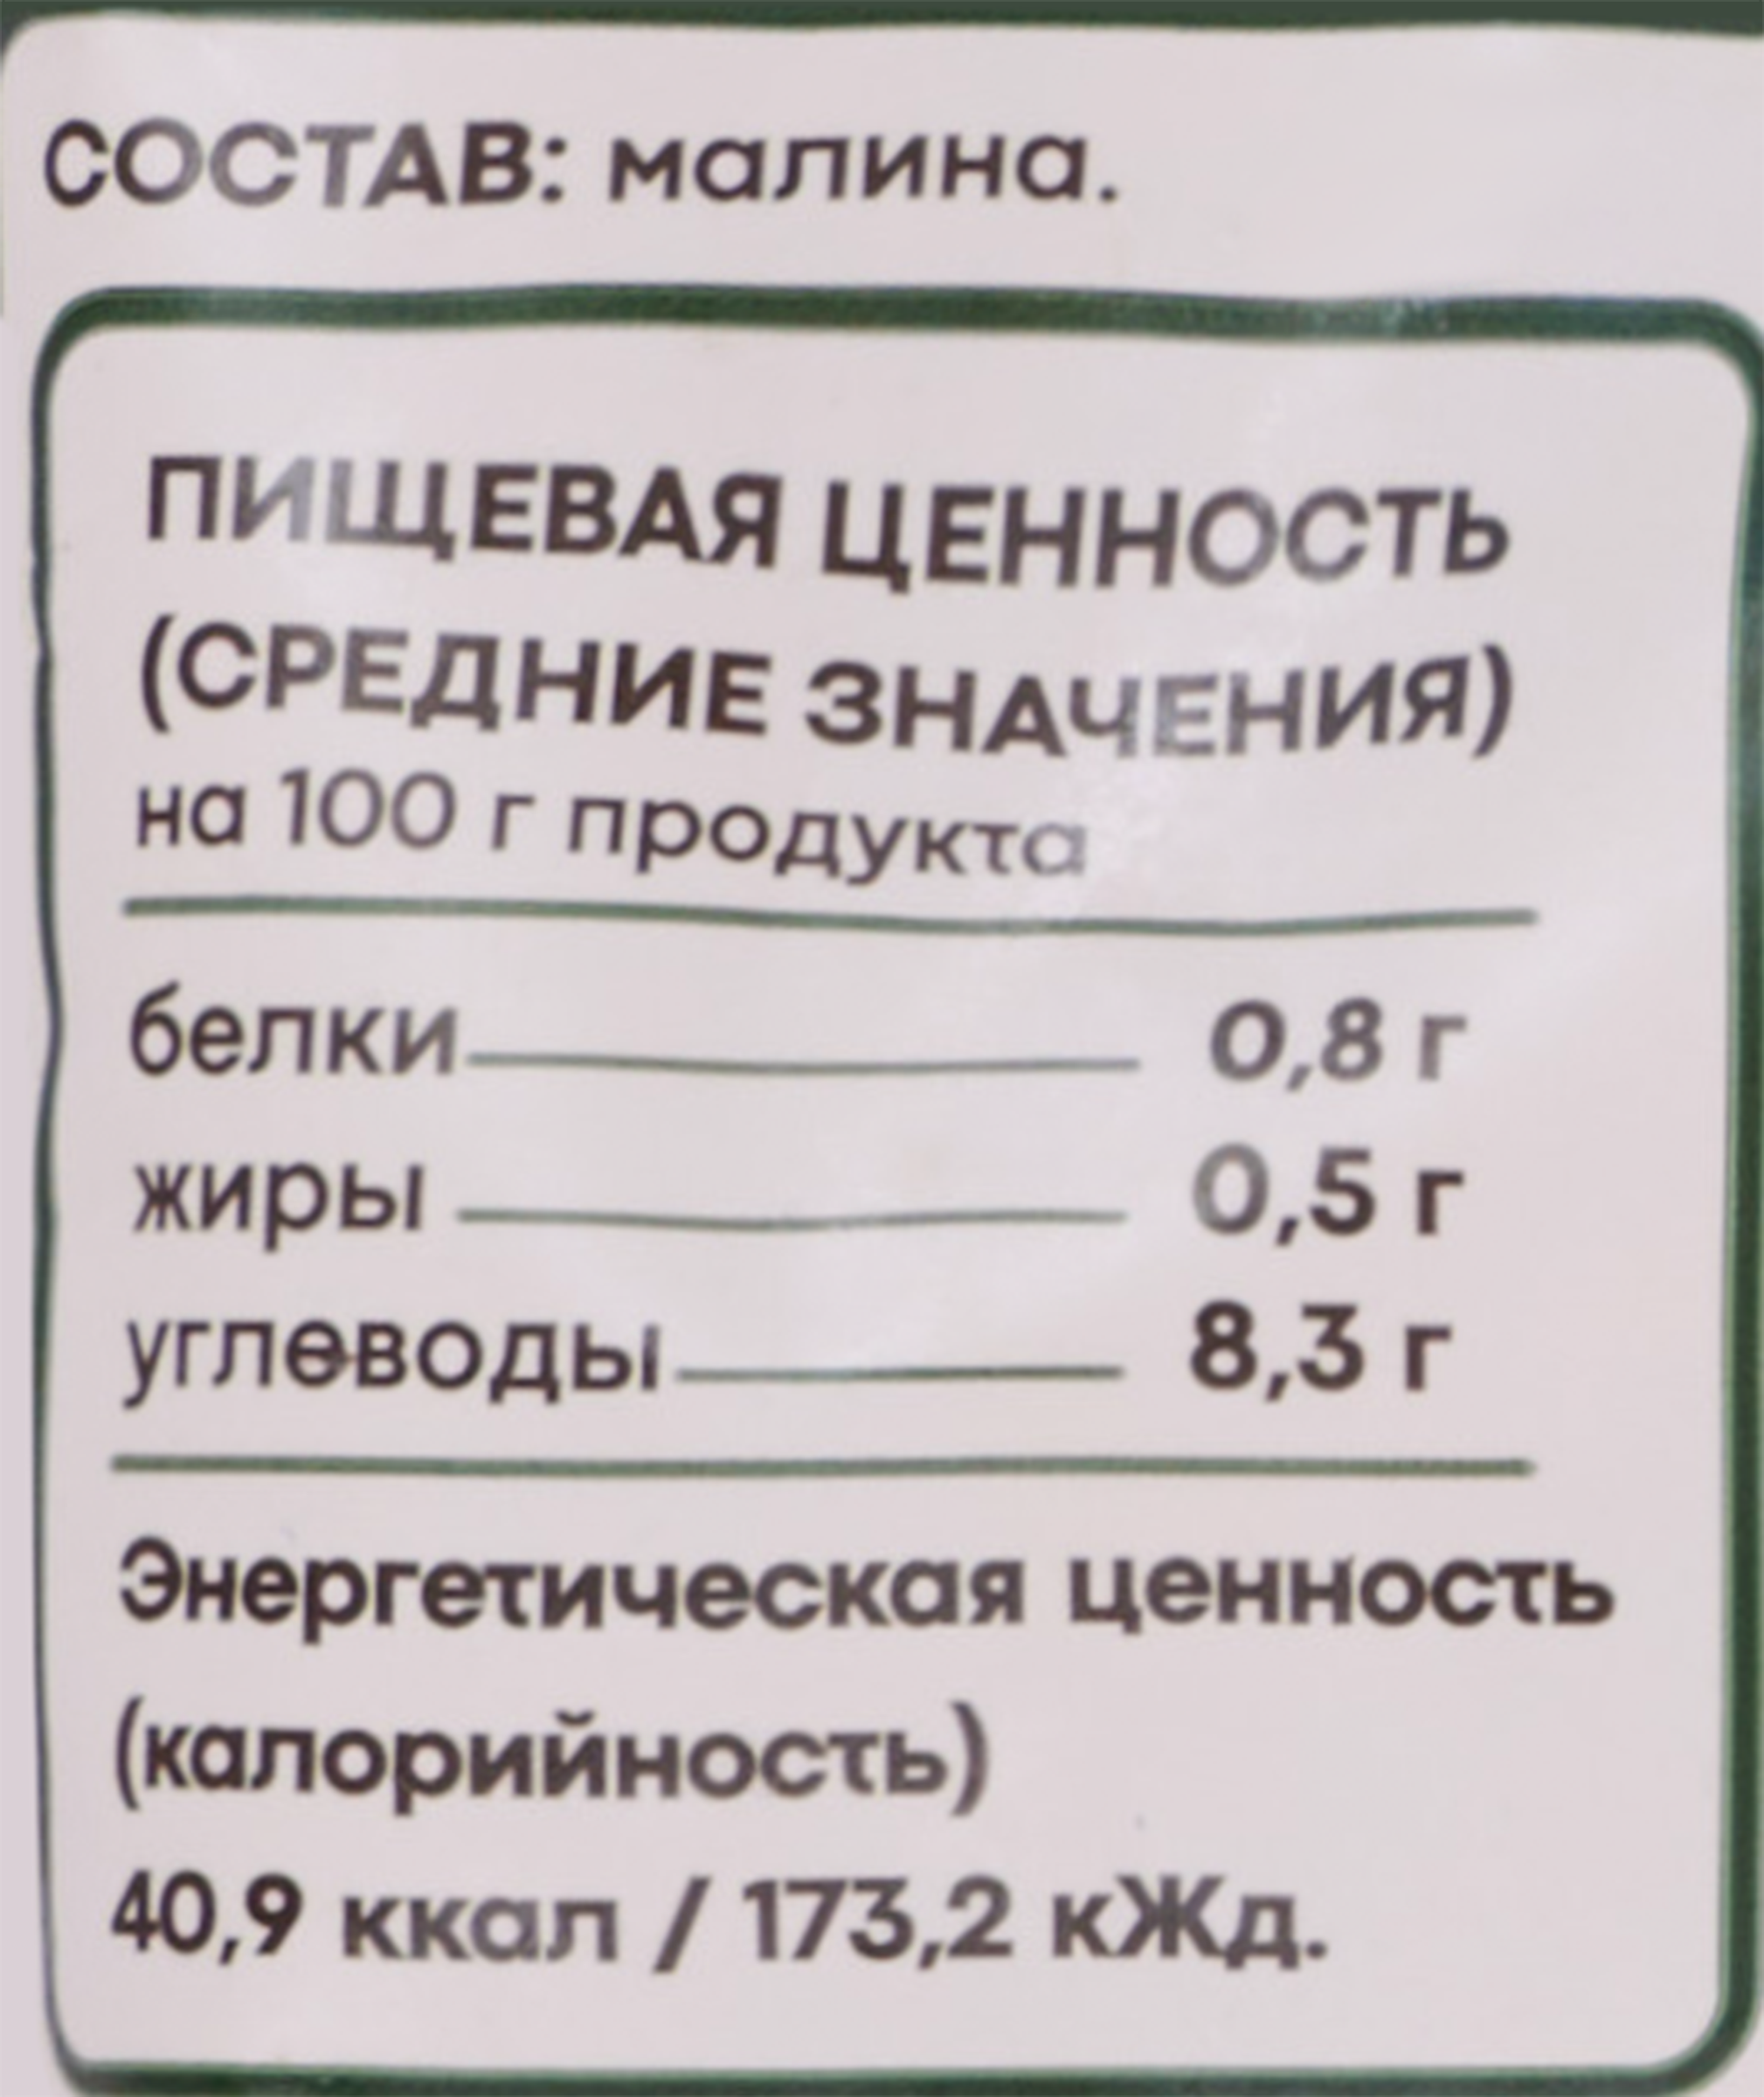 СОСТАВ: малина.
ПИЩЕВАЯ ЦЕННОСТЬ
(СРЕДНИЕ ЗНАЧЕНИЯ)
на 100 г продукта
белки 0,8 г
жиры 0,5 г
углеводы 8,3 г
Энергетическая ценность
(калорийность)
40,9 ккал / 173,2 кЖд.